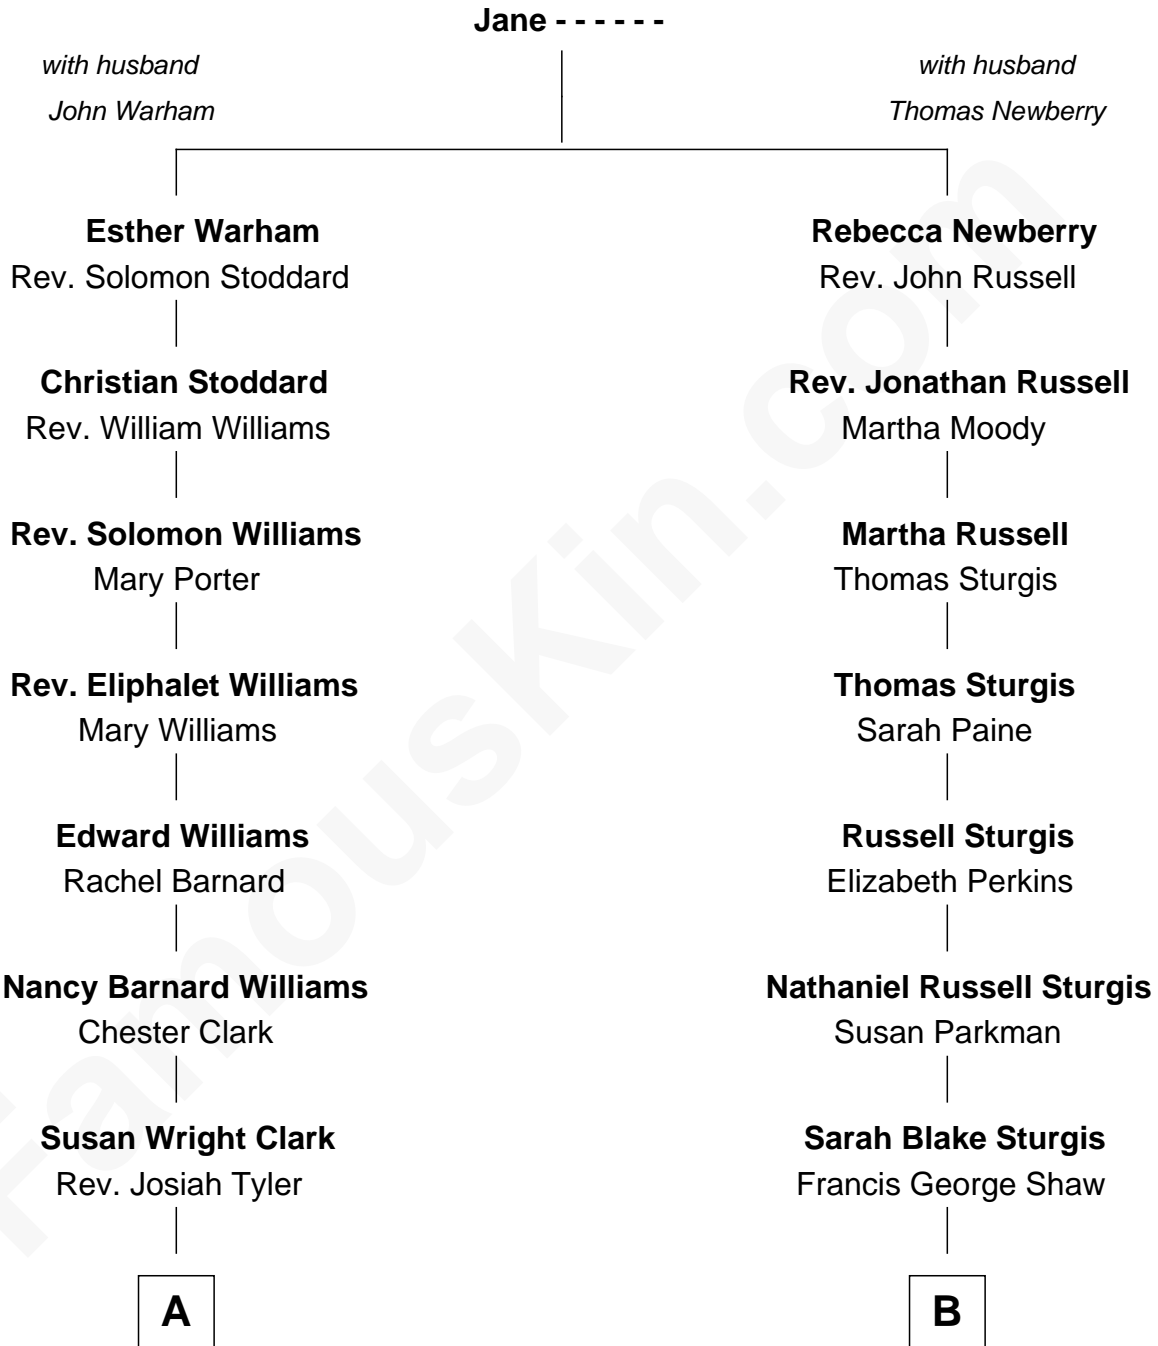 Jane - - - - - -
with husband
John Warham
with husband
Thomas Newberry
Esther Warham
Rev. Solomon Stoddard
Rebecca Newberry
Rev. John Russell
Christian Stoddard
Rev. William Williams
Rev. Jonathan Russell
Martha Moody
Rev. Solomon Williams
Mary Porter
Martha Russell
Thomas Sturgis
Rev. Eliphalet Williams
Mary Williams
Thomas Sturgis
Sarah Paine
Edward Williams
Rachel Barnard
Russell Sturgis
Elizabeth Perkins
Nancy Barnard Williams
Chester Clark
Nathaniel Russell Sturgis
Susan Parkman
Susan Wright Clark
Rev. Josiah Tyler
Sarah Blake Sturgis
Francis George Shaw
A
B
FamousKin.com